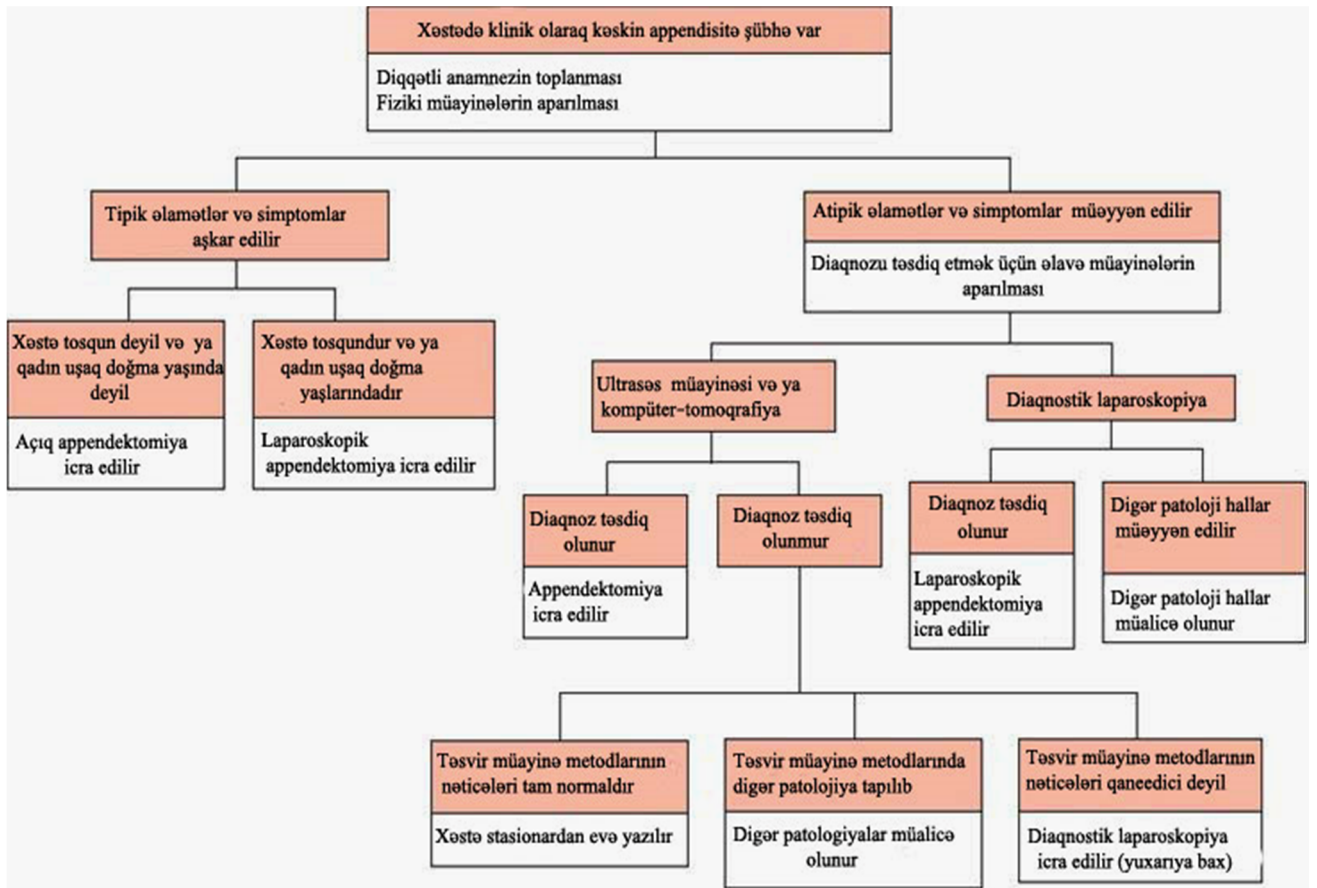 Xəstədə klinik olaraq kəskin appendisitə şübhə var
Diqqətli anamnezin toplanması
Fiziki müayinələrin aparılması
Tipik əlamətlər və simptomlar
aşkar edilir
Atipik əlamətlər və simptomlar müəyyən edilir
Diaqnozu təsdiq etmək üçün əlavə müayinələrin
aparılması
Xəstə tosqun deyil və ya
qadın uşaq doğma yaşında
deyil
Açıq appendektomiya
icra edilir
Xəstə tosqundur və ya
qadın uşaq doğma
yaşlarındadır
Laparoskopik
appendektomiya icra edilir
Ultrasəs müayinəsi və ya
kompüter-tomoqrafiya
Diaqnostik laparoskopiya
Diaqnoz təsdiq
olunur
Appendektomiya
icra edilir
Diaqnoz təsdiq
olunmur
Diaqnoz təsdiq
olunur
Laparoskopik
appendektomiya
icra edilir
Digər patoloji hallar
müəyyən edilir
Digər patoloji hallar
müalicə olunur
Təsvir müayinə metodlarının
nəticələri tam normaldır
Xəstə stasionardan evə yazılır
Təsvir müayinə metodlarında
digər patolojiya tapılıb
Digər patologiyalar müalicə
olunur
Təsvir müayinə metodlarının
nəticələri qaneedici deyil
Diaqnostik laparoskopiya
icra edilir (yuxarıya bax)